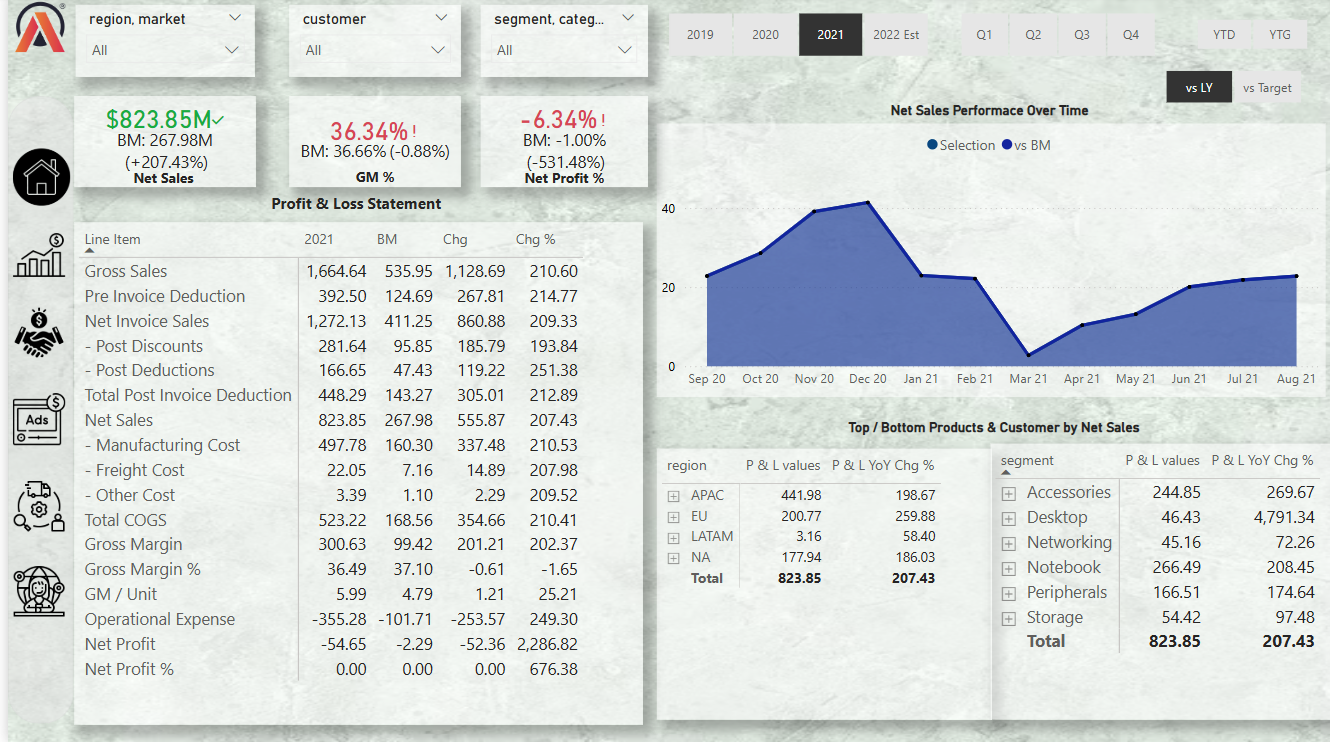 region, market
All
customer
All
segment, categ...
All
2019 2020 2021 2022 Est Q1 Q2 Q3 Q4 YTD YTG
vs LY vs Target
$823.85M✓
BM: 267.98M
(+207.43%)
Net Sales
36.34% !
BM: 36.66% (-0.88%)
GM %
-6.34% !
BM: -1.00%
(-531.48%)
Net Profit %
Net Sales Performace Over Time
Selection vs BM
40
20
0
Sep 20 Oct 20 Nov 20 Dec 20 Jan 21 Feb 21 Mar 21 Apr 21 May 21 Jun 21 Jul 21 Aug 21
Ads
Profit & Loss Statement
Line Item 2021 BM Chg Chg %
Gross Sales 1,664.64 535.95 1,128.69 210.60
Pre Invoice Deduction 392.50 124.69 267.81 214.77
Net Invoice Sales 1,272.13 411.25 860.88 209.33
- Post Discounts 281.64 95.85 185.79 193.84
- Post Deductions 166.65 47.43 119.22 251.38
Total Post Invoice Deduction 448.29 143.27 305.01 212.89
Net Sales 823.85 267.98 555.87 207.43
- Manufacturing Cost 497.78 160.30 337.48 210.53
- Freight Cost 22.05 7.16 14.89 207.98
- Other Cost 3.39 1.10 2.29 209.52
Total COGS 523.22 168.56 354.66 210.41
Gross Margin 300.63 99.42 201.21 202.37
Gross Margin % 36.49 37.10 -0.61 -1.65
GM / Unit 5.99 4.79 1.21 25.21
Operational Expense -355.28 -101.71 -253.57 249.30
Net Profit -54.65 -2.29 -52.36 2,286.82
Net Profit % 0.00 0.00 0.00 676.38
Top / Bottom Products & Customer by Net Sales
region P & L values P & L YoY Chg %
APAC 441.98 198.67
EU 200.77 259.88
LATAM 3.16 58.40
NA 177.94 186.03
Total 823.85 207.43
segment P & L values P & L YoY Chg %
Accessories 244.85 269.67
Desktop 46.43 4,791.34
Networking 45.16 72.26
Notebook 266.49 208.45
Peripherals 166.51 174.64
Storage 54.42 97.48
Total 823.85 207.43